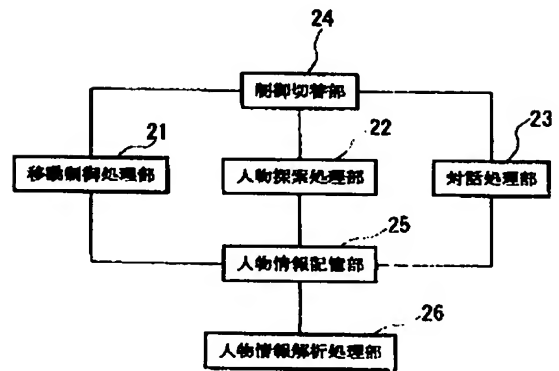 24
制御切替部
21
22
23
移動制御処理部
人物探索処理部
対話処理部
25
人物情報記憶部
26
人物情報解析処理部